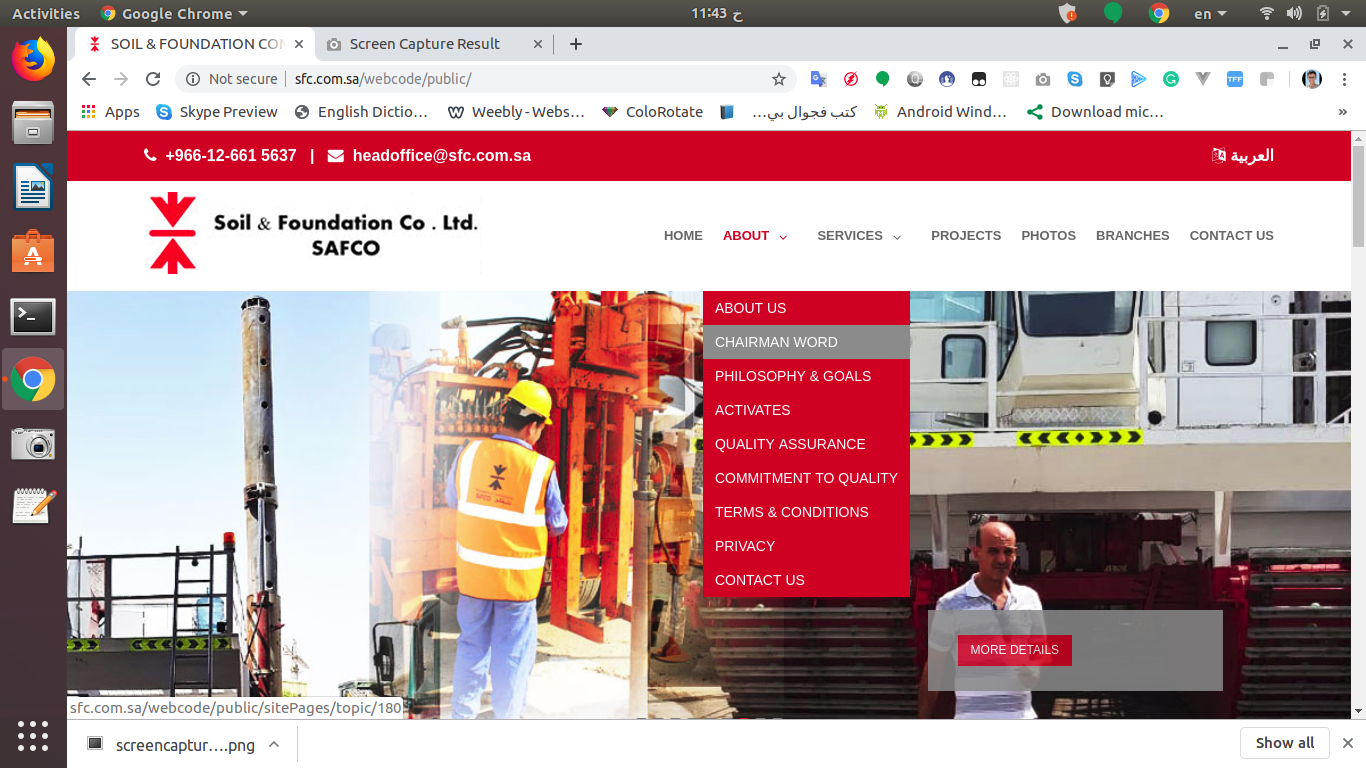 Activities Google Chrome 11:43 خ en
SOIL & FOUNDATION COM Screen Capture Result
Not secure sfc.com.sa/webcode/public/
Apps Skype Preview English Dictio… Weebly - Webs… ColoRotate كتب فجوال بي… Android Wind… Download mic… »
+966-12-661 5637 | headoffice@sfc.com.sa العربية
Soil & Foundation Co . Ltd.
SAFCO
HOME ABOUT SERVICES PROJECTS PHOTOS BRANCHES CONTACT US
ABOUT US
CHAIRMAN WORD
PHILOSOPHY & GOALS
ACTIVATES
QUALITY ASSURANCE
COMMITMENT TO QUALITY
TERMS & CONDITIONS
PRIVACY
CONTACT US
SAFCO
MORE DETAILS
sfc.com.sa/webcode/public/sitePages/topic/180
screencaptur….png Show all